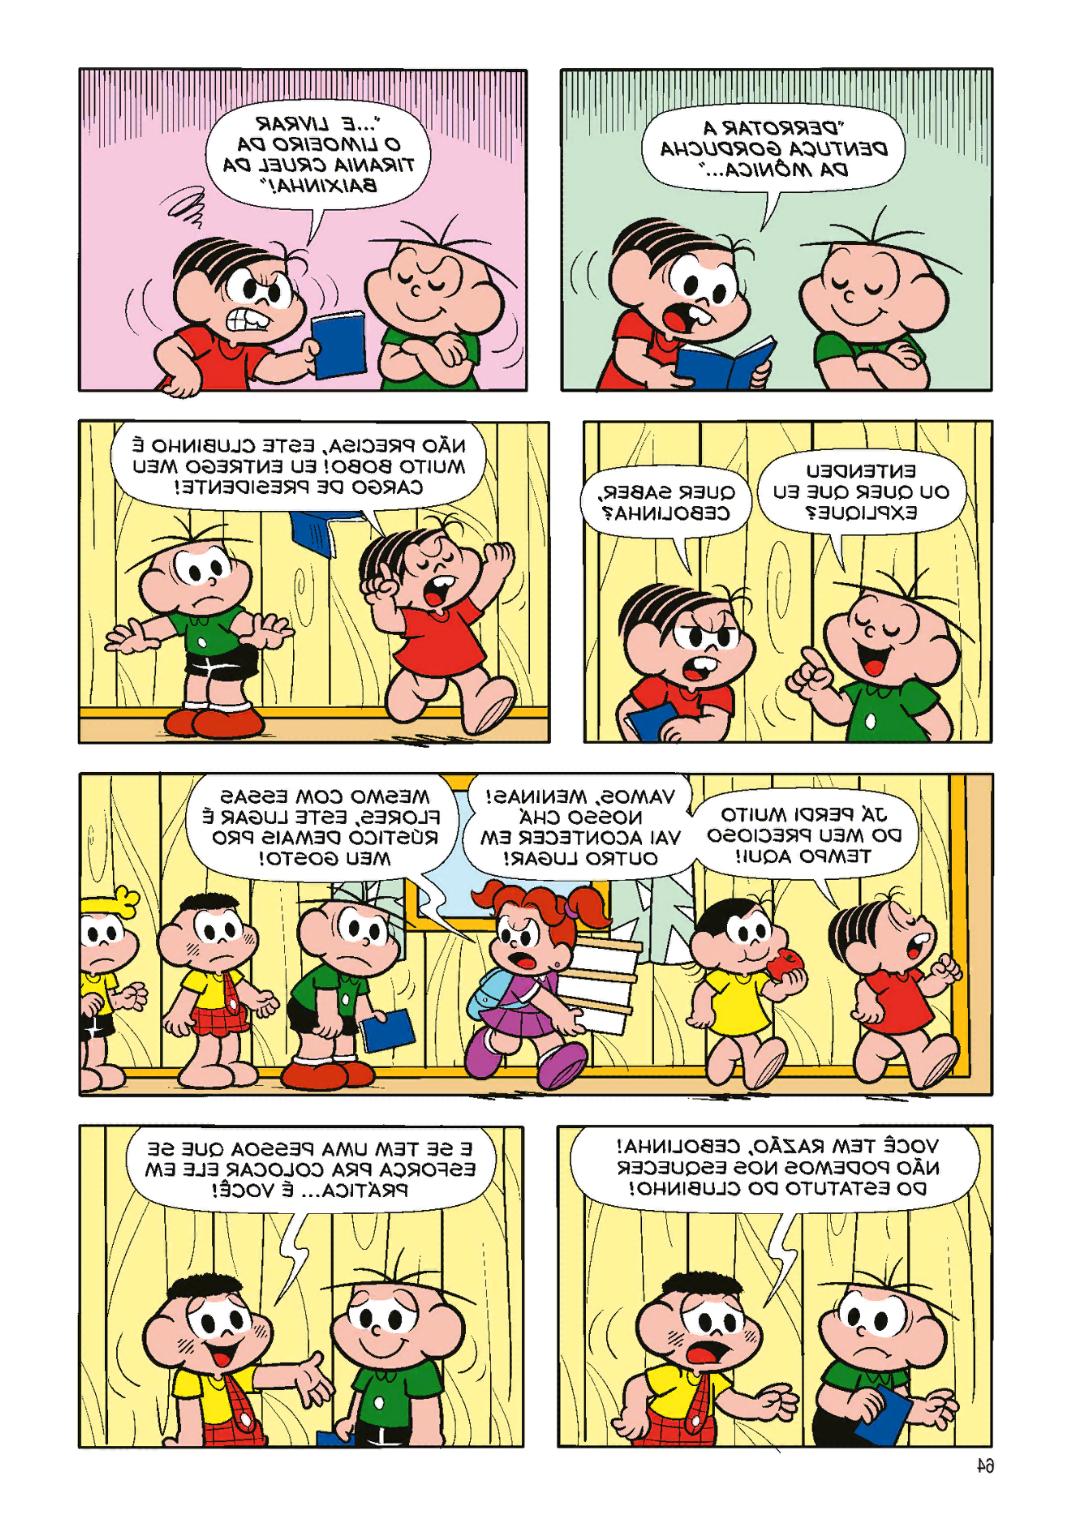 "DERROTAR A
DENTUÇA GORDUCHA
DA MÔNICA..."
"...E LIVRAR
O LIMOEIRO DA
TIRANIA CRUEL DA
BAIXINHA!"
ENTENDEU
OU QUER QUE EU
EXPLIQUE?
QUER SABER,
CEBOLINHA?
NÃO PRECISA, ESTE CLUBINHO É
MUITO BOBO! EU ENTREGO MEU
CARGO DE PRESIDENTE!
JÁ PERDI MUITO
DO MEU PRECIOSO
TEMPO AQUI!
VAMOS, MENINAS!
NOSSO CHÁ
VAI ACONTECER EM
OUTRO LUGAR!
MESMO COM ESSAS
FLORES, ESTE LUGAR É
RÚSTICO DEMAIS PRO
MEU GOSTO!
VOCÊ TEM RAZÃO, CEBOLINHA!
NÃO PODEMOS NOS ESQUECER
DO ESTATUTO DO CLUBINHO!
E SE TEM UMA PESSOA QUE SE
ESFORÇA PRA COLOCAR ELE EM
PRÁTICA... É VOCÊ!
64